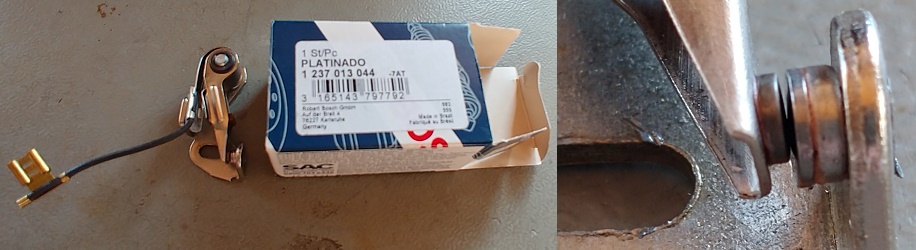 1 St/Pc
PLATINADO
1 237 013 044 -7AT
3 165143 797792
Robert Bosch GmbH
Auf der Breit 4
76227 Karlsruhe
Germany
Made in Brazil
Fabriqué au Brésil